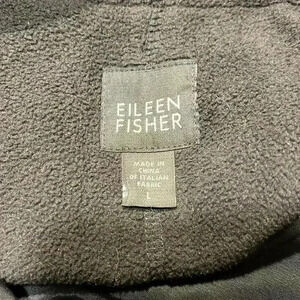 EILEEN
FISHER
MADE IN
CHINA
OF ITALIAN
FABRIC
L